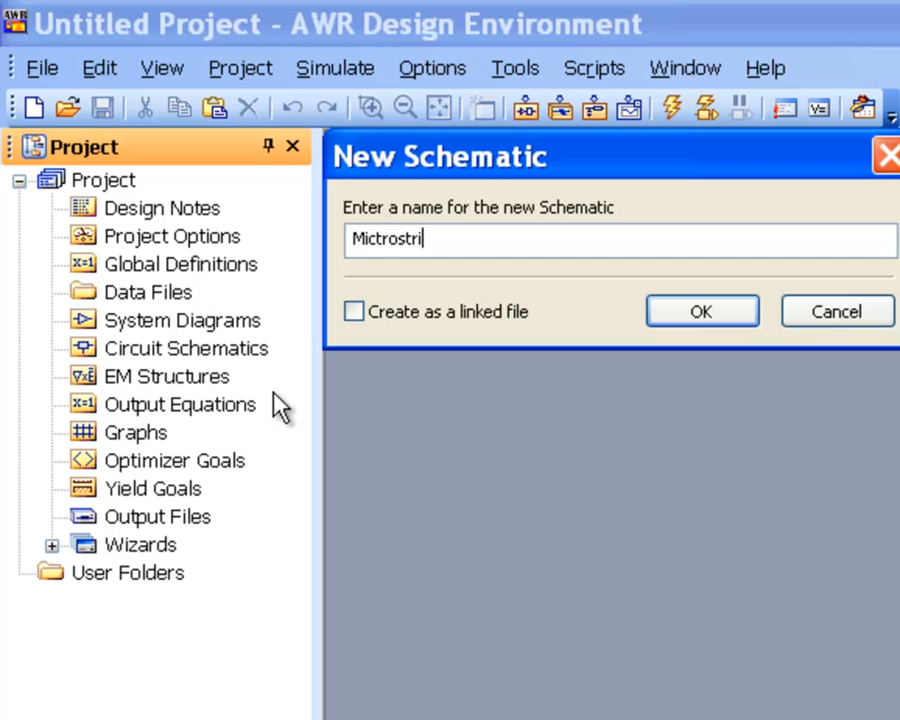 AWR Untitled Project - AWR Design Environment
File Edit View Project Simulate Options Tools Scripts Window Help
Project
New Schematic
Project
Enter a name for the new Schematic
Design Notes
Mictrostri
Project Options
X=1 Global Definitions
Data Files
Create as a linked file OK Cancel
System Diagrams
Circuit Schematics
EM Structures
X=1 Output Equations
Graphs
Optimizer Goals
Yield Goals
Output Files
Wizards
User Folders